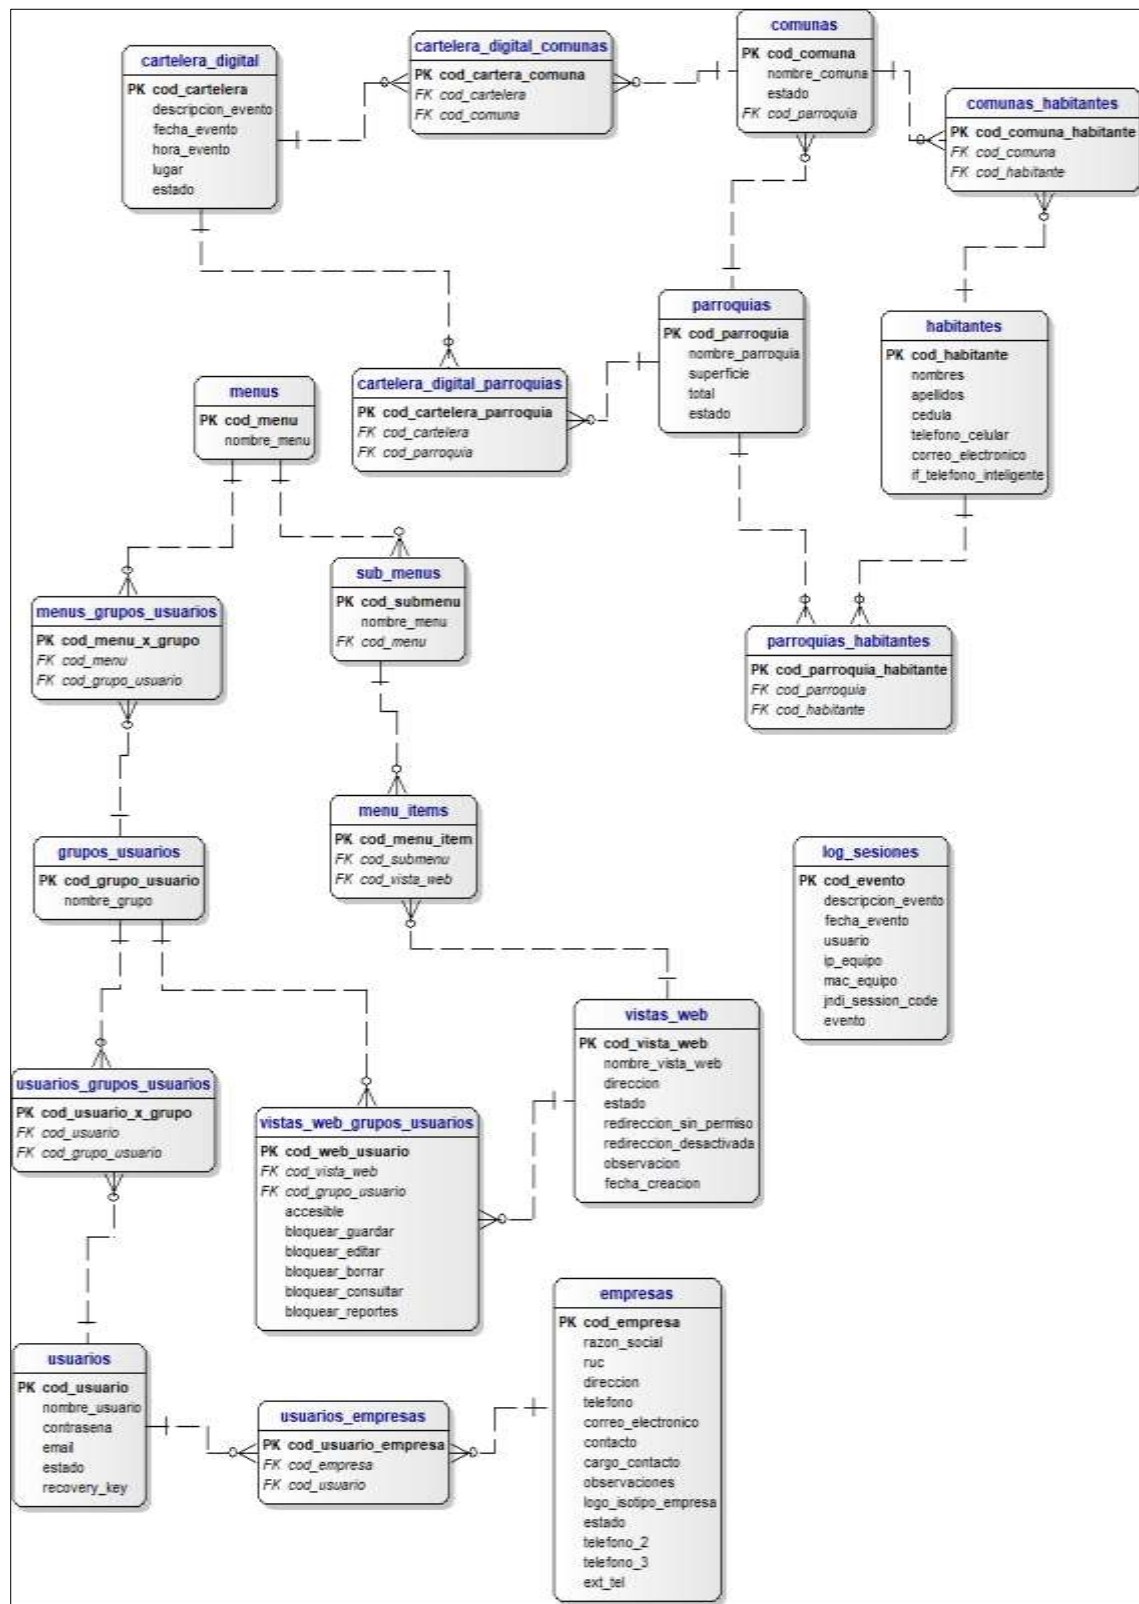 cartelera_digital
PK cod_cartelera
descripcion_evento
fecha_evento
hora_evento
lugar
estado
cartelera_digital_comunas
PK cod_cartera_comuna
FK cod_cartelera
FK cod_comuna
comunas
PK cod_comuna
nombre_comuna
estado
FK cod_parroquia
comunas_habitantes
PK cod_comuna_habitante
FK cod_comuna
FK cod_habitante
parroquias
PK cod_parroquia
nombre_parroquia
superficie
total
estado
habitantes
PK cod_habitante
nombres
apellidos
cedula
telefono_celular
correo_electronico
if_telefono_inteligente
menus
PK cod_menu
nombre_menu
cartelera_digital_parroquias
PK cod_cartelera_parroquia
FK cod_cartelera
FK cod_parroquia
sub_menus
PK cod_submenu
nombre_menu
FK cod_menu
menus_grupos_usuarios
PK cod_menu_x_grupo
FK cod_menu
FK cod_grupo_usuario
parroquias_habitantes
PK cod_parroquia_habitante
FK cod_parroquia
FK cod_habitante
menu_items
PK cod_menu_item
FK cod_submenu
FK cod_vista_web
grupos_usuarios
PK cod_grupo_usuario
nombre_grupo
log_sesiones
PK cod_evento
descripcion_evento
fecha_evento
usuario
ip_equipo
mac_equipo
jndi_session_code
evento
vistas_web
PK cod_vista_web
nombre_vista_web
direccion
estado
redireccion_sin_permiso
redireccion_desactivada
observacion
fecha_creacion
usuarios_grupos_usuarios
PK cod_usuario_x_grupo
FK cod_usuario
FK cod_grupo_usuario
vistas_web_grupos_usuarios
PK cod_web_usuario
FK cod_vista_web
FK cod_grupo_usuario
accesible
bloquear_guardar
bloquear_editar
bloquear_borrar
bloquear_consultar
bloquear_reportes
empresas
PK cod_empresa
razon_social
ruc
direccion
telefono
correo_electronico
contacto
cargo_contacto
observaciones
logo_isotipo_empresa
estado
telefono_2
telefono_3
ext_tel
usuarios
PK cod_usuario
nombre_usuario
contrasena
email
estado
recovery_key
usuarios_empresas
PK cod_usuario_empresa
FK cod_empresa
FK cod_usuario